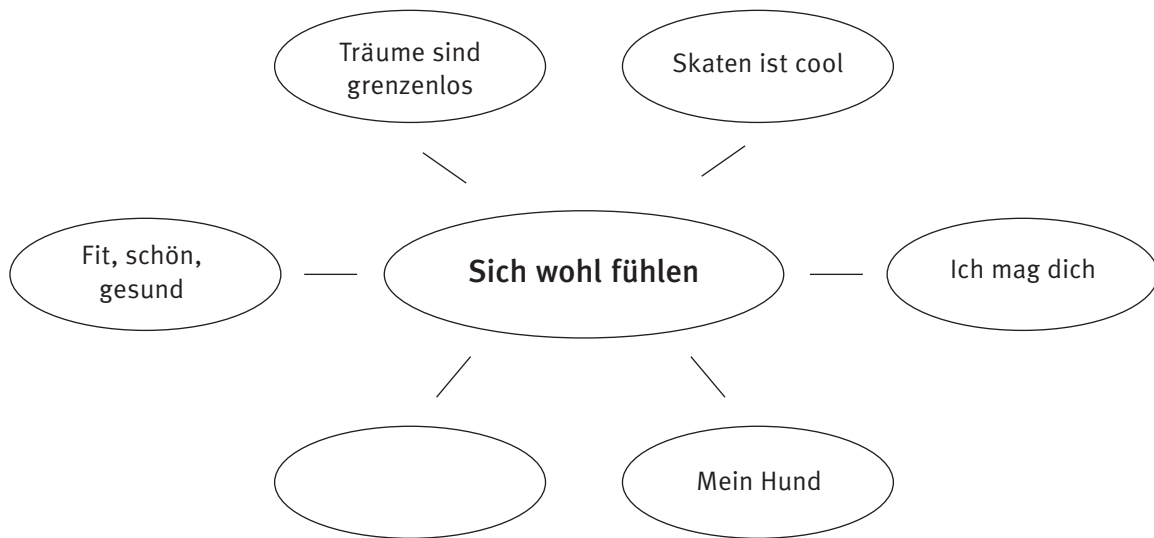 Träume sind
grenzenlos
Skaten ist cool
Fit, schön,
gesund
Sich wohl fühlen
Ich mag dich
Mein Hund